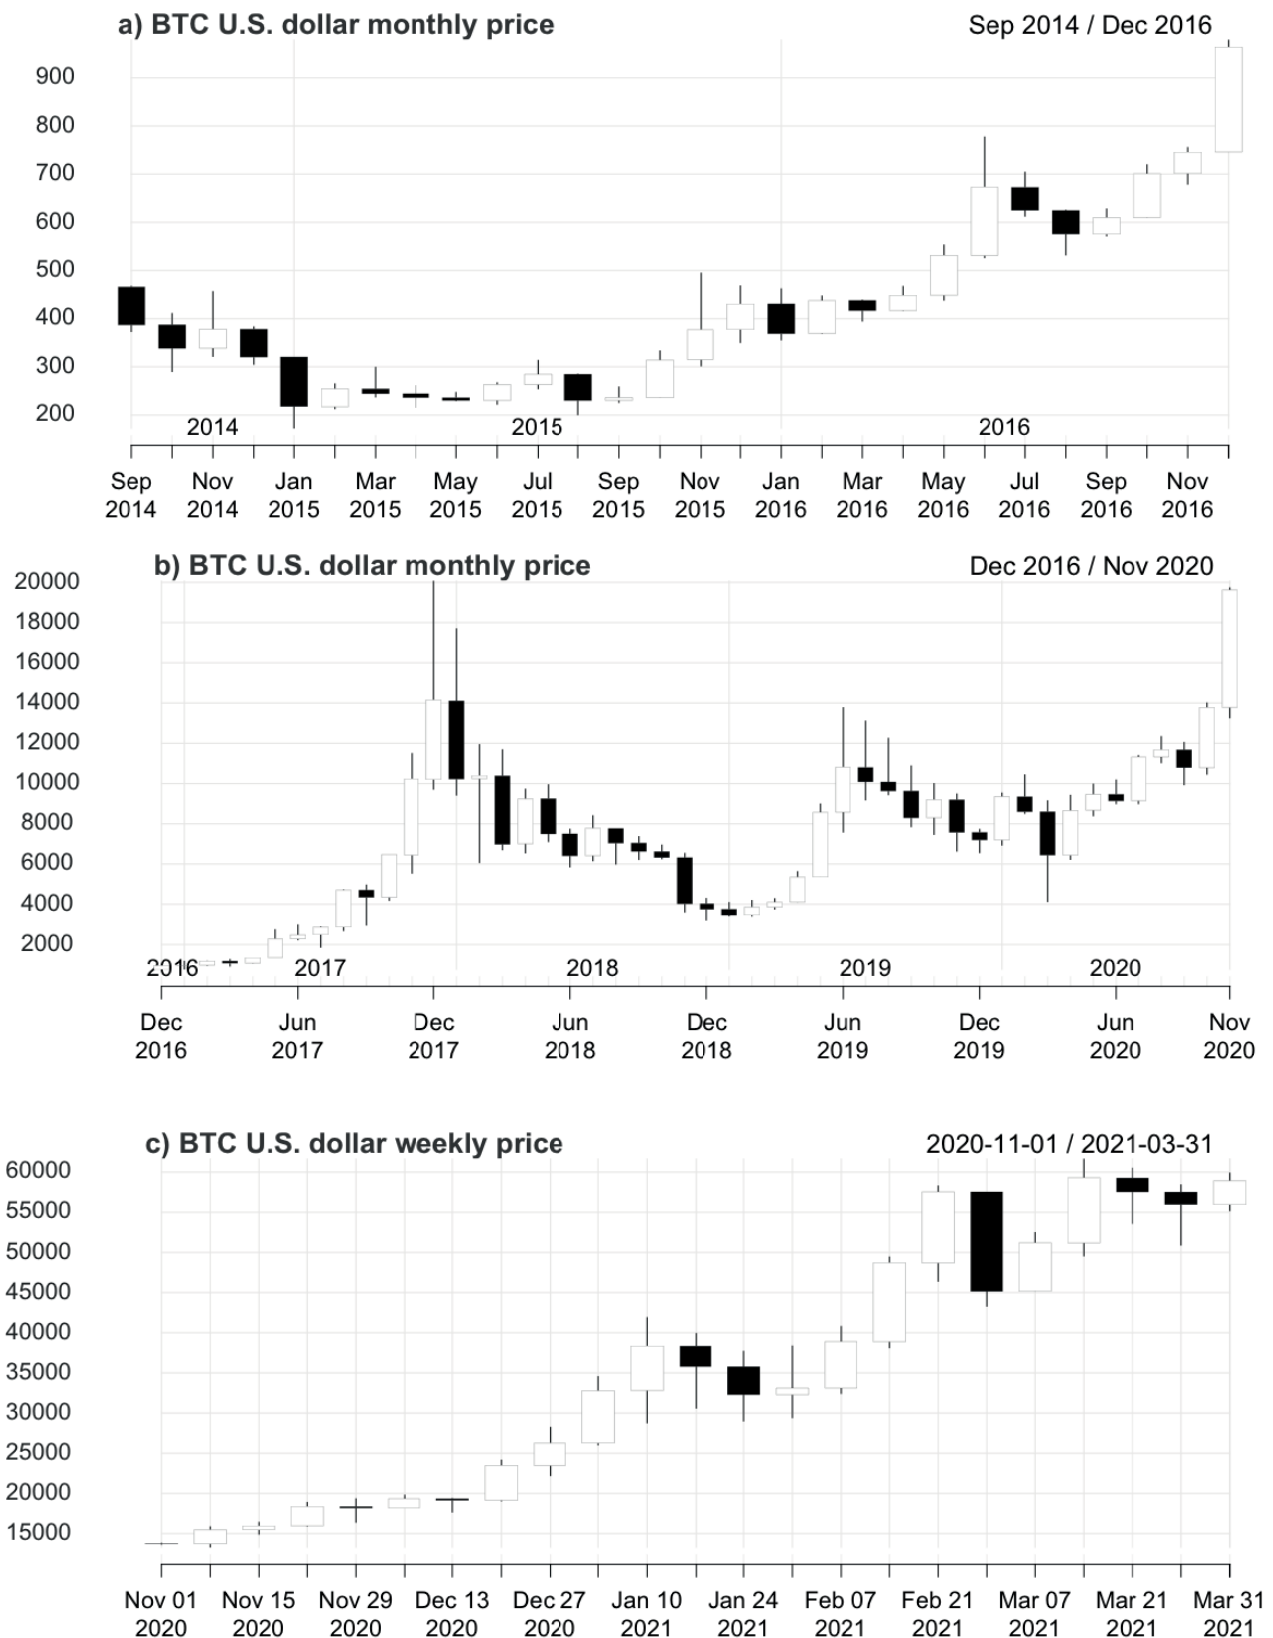 a) BTC U.S. dollar monthly price Sep 2014 / Dec 2016
900
800
700
600
500
400
300
200
2014 2015 2016
Sep Nov Jan Mar May Jul Sep Nov Jan Mar May Jul Sep Nov
2014 2014 2015 2015 2015 2015 2015 2015 2016 2016 2016 2016 2016 2016
b) BTC U.S. dollar monthly price Dec 2016 / Nov 2020
20000
18000
16000
14000
12000
10000
8000
6000
4000
2000
2016 2017 2018 2019 2020
Dec Jun Dec Jun Dec Jun Dec Jun Nov
2016 2017 2017 2018 2018 2019 2019 2020 2020
c) BTC U.S. dollar weekly price 2020-11-01 / 2021-03-31
60000
55000
50000
45000
40000
35000
30000
25000
20000
15000
Nov 01 Nov 15 Nov 29 Dec 13 Dec 27 Jan 10 Jan 24 Feb 07 Feb 21 Mar 07 Mar 21 Mar 31
2020 2020 2020 2020 2020 2021 2021 2021 2021 2021 2021 2021